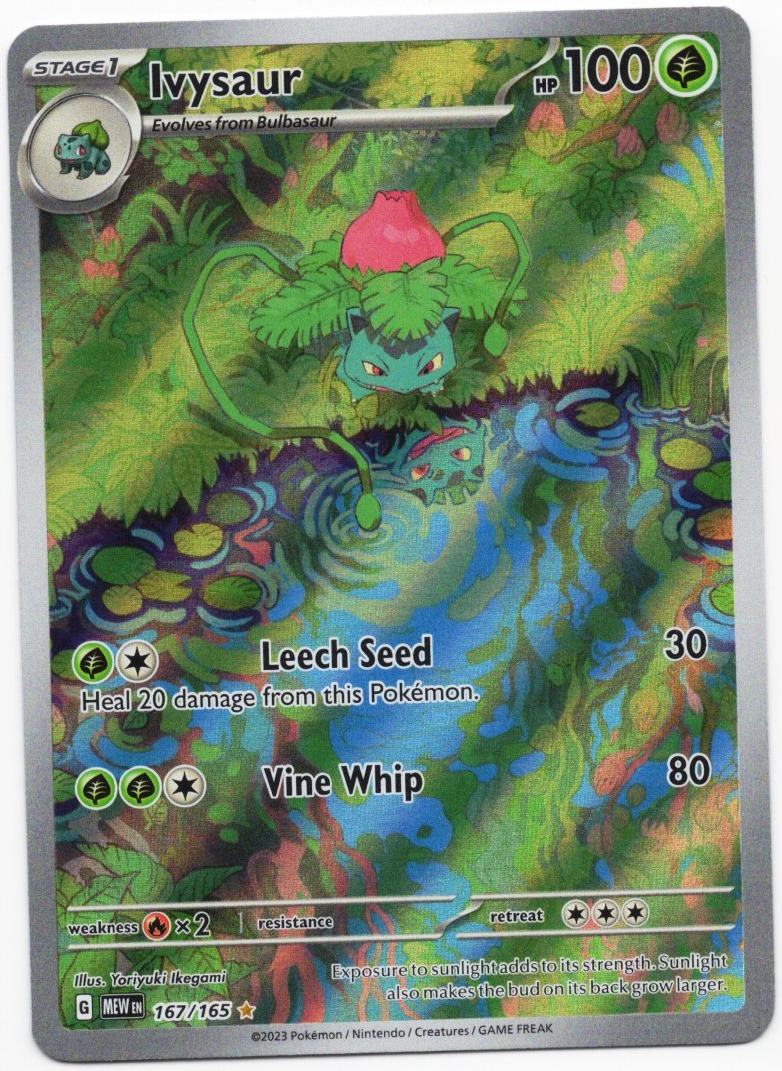 STAGE1
Ivysaur
HP 100
Evolves from Bulbasaur
Leech Seed 30
Heal 20 damage from this Pokémon.
Vine Whip 80
weakness ×2 resistance retreat
Illus. Yoriyuki Ikegami
Exposure to sunlight adds to its strength. Sunlight
also makes the bud on its back grow larger.
G MEW EN 167/165
©2023 Pokémon / Nintendo / Creatures / GAME FREAK